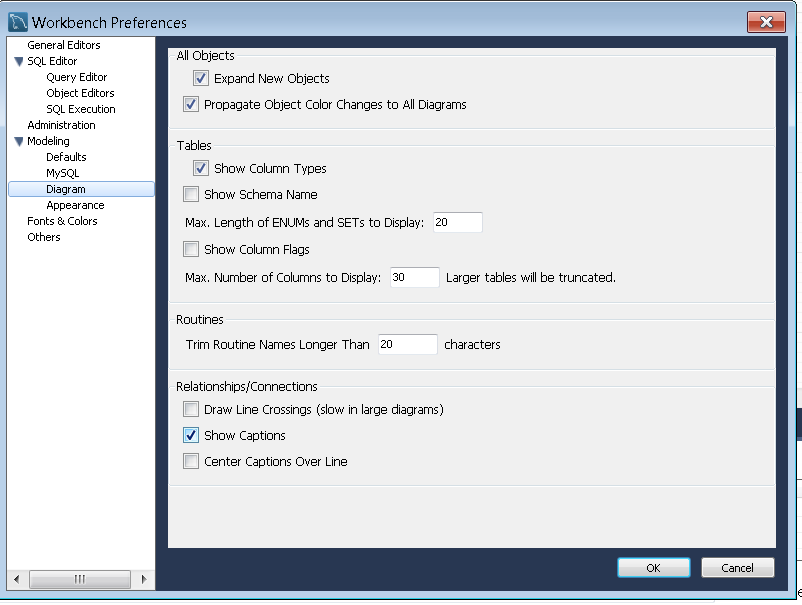 Workbench Preferences
General Editors
SQL Editor
Query Editor
Object Editors
SQL Execution
Administration
Modeling
Defaults
MySQL
Diagram
Appearance
Fonts & Colors
Others
All Objects
Expand New Objects
Propagate Object Color Changes to All Diagrams
Tables
Show Column Types
Show Schema Name
Max. Length of ENUMs and SETs to Display: 20
Show Column Flags
Max. Number of Columns to Display: 30 Larger tables will be truncated.
Routines
Trim Routine Names Longer Than 20 characters
Relationships/Connections
Draw Line Crossings (slow in large diagrams)
Show Captions
Center Captions Over Line
OK Cancel